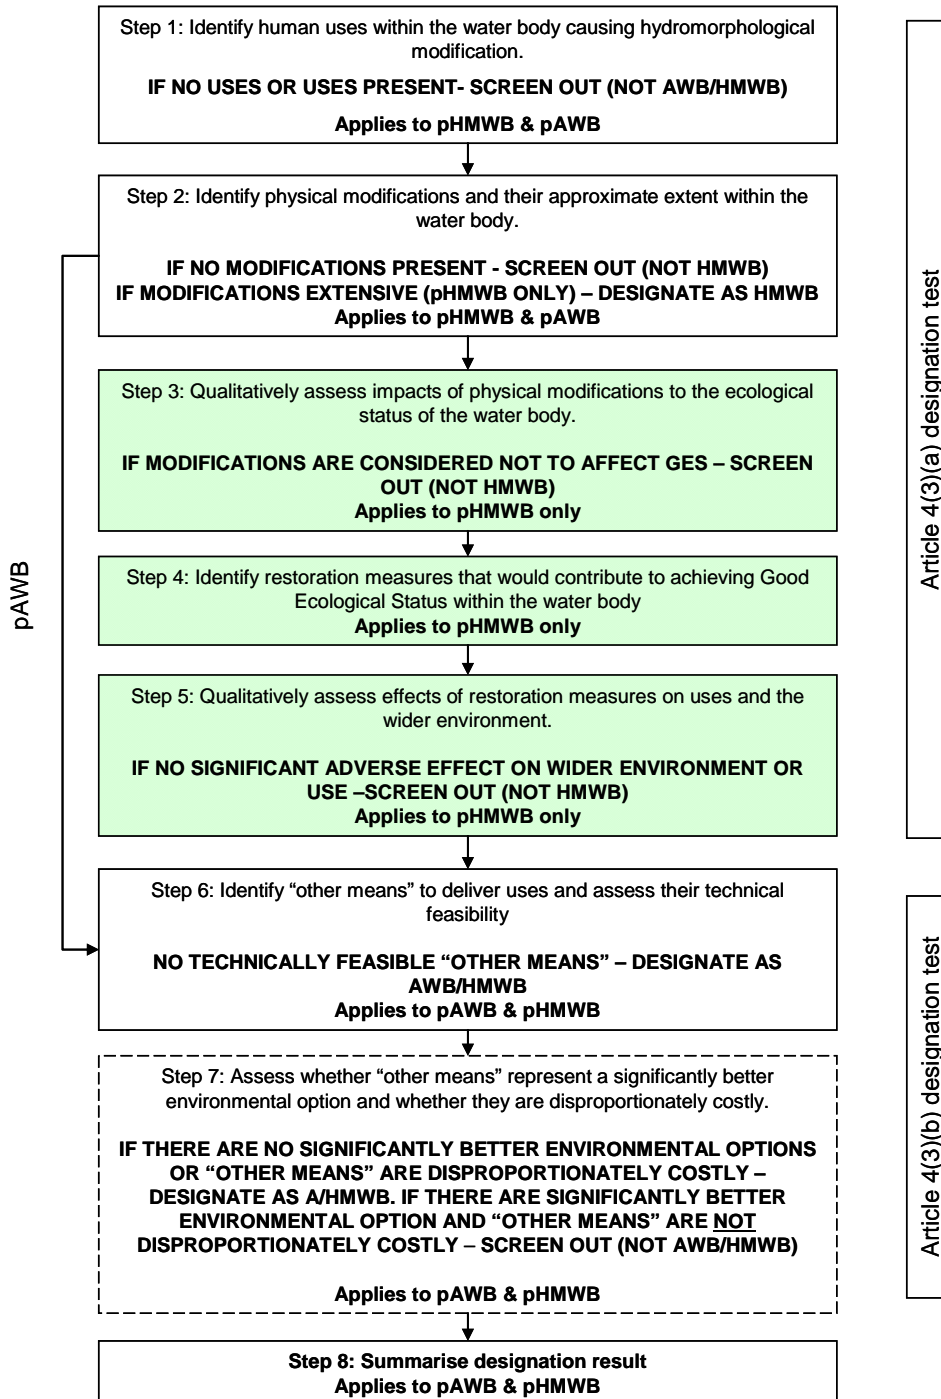 Step 1: Identify human uses within the water body causing hydromorphological
modification.
IF NO USES OR USES PRESENT- SCREEN OUT (NOT AWB/HMWB)
Applies to pHMWB & pAWB
Step 2: Identify physical modifications and their approximate extent within the
water body.
IF NO MODIFICATIONS PRESENT - SCREEN OUT (NOT HMWB)
IF MODIFICATIONS EXTENSIVE (pHMWB ONLY) – DESIGNATE AS HMWB
Applies to pHMWB & pAWB
Step 3: Qualitatively assess impacts of physical modifications to the ecological
status of the water body.
IF MODIFICATIONS ARE CONSIDERED NOT TO AFFECT GES – SCREEN
OUT (NOT HMWB)
Applies to pHMWB only
Step 4: Identify restoration measures that would contribute to achieving Good
Ecological Status within the water body
Applies to pHMWB only
Step 5: Qualitatively assess effects of restoration measures on uses and the
wider environment.
IF NO SIGNIFICANT ADVERSE EFFECT ON WIDER ENVIRONMENT OR
USE –SCREEN OUT (NOT HMWB)
Applies to pHMWB only
Step 6: Identify “other means” to deliver uses and assess their technical
feasibility
NO TECHNICALLY FEASIBLE “OTHER MEANS” – DESIGNATE AS
AWB/HMWB
Applies to pAWB & pHMWB
Step 7: Assess whether “other means” represent a significantly better
environmental option and whether they are disproportionately costly.
IF THERE ARE NO SIGNIFICANTLY BETTER ENVIRONMENTAL OPTIONS
OR “OTHER MEANS” ARE DISPROPORTIONATELY COSTLY –
DESIGNATE AS A/HMWB. IF THERE ARE SIGNIFICANTLY BETTER
ENVIRONMENTAL OPTION AND “OTHER MEANS” ARE NOT
DISPROPORTIONATELY COSTLY – SCREEN OUT (NOT AWB/HMWB)
Applies to pAWB & pHMWB
Step 8: Summarise designation result
Applies to pAWB & pHMWB
pAWB
Article 4(3)(a) designation test
Article 4(3)(b) designation test